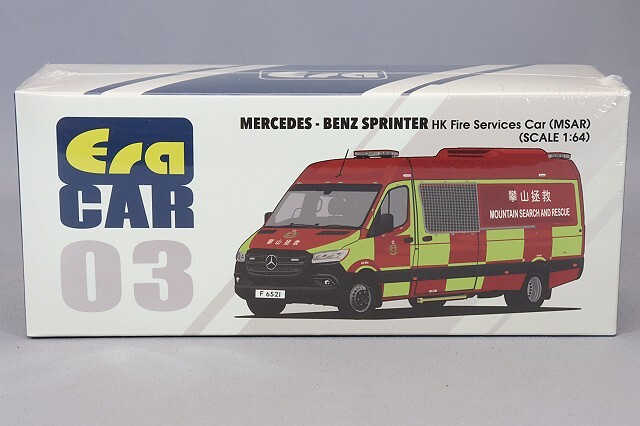 Era
Era
CAR
03
MERCEDES - BENZ SPRINTER HK Fire Services Car (MSAR)
(SCALE 1:64)
攀山拯救
MOUNTAIN SEARCH AND RESCUE
攀山拯救
F 6521